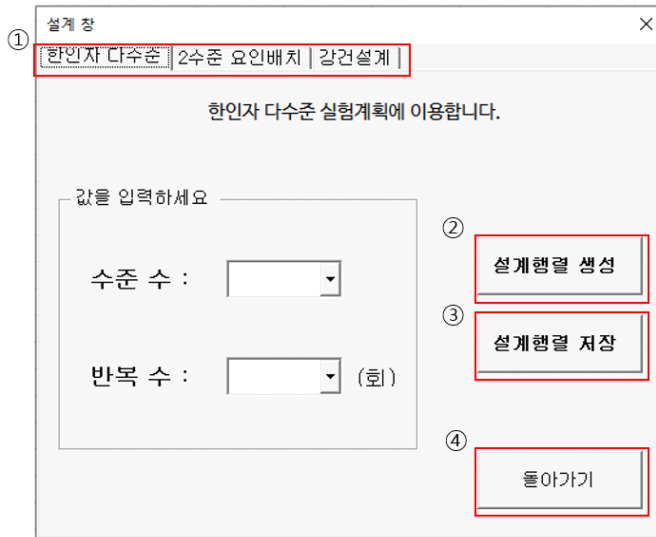 설계 창
①
한인자 다수준 2수준 요인배치 강건설계
한인자 다수준 실험계획에 이용합니다.
값을 입력하세요
수준 수 :
반복 수 : (회)
②
설계행렬 생성
③
설계행렬 저장
④
돌아가기